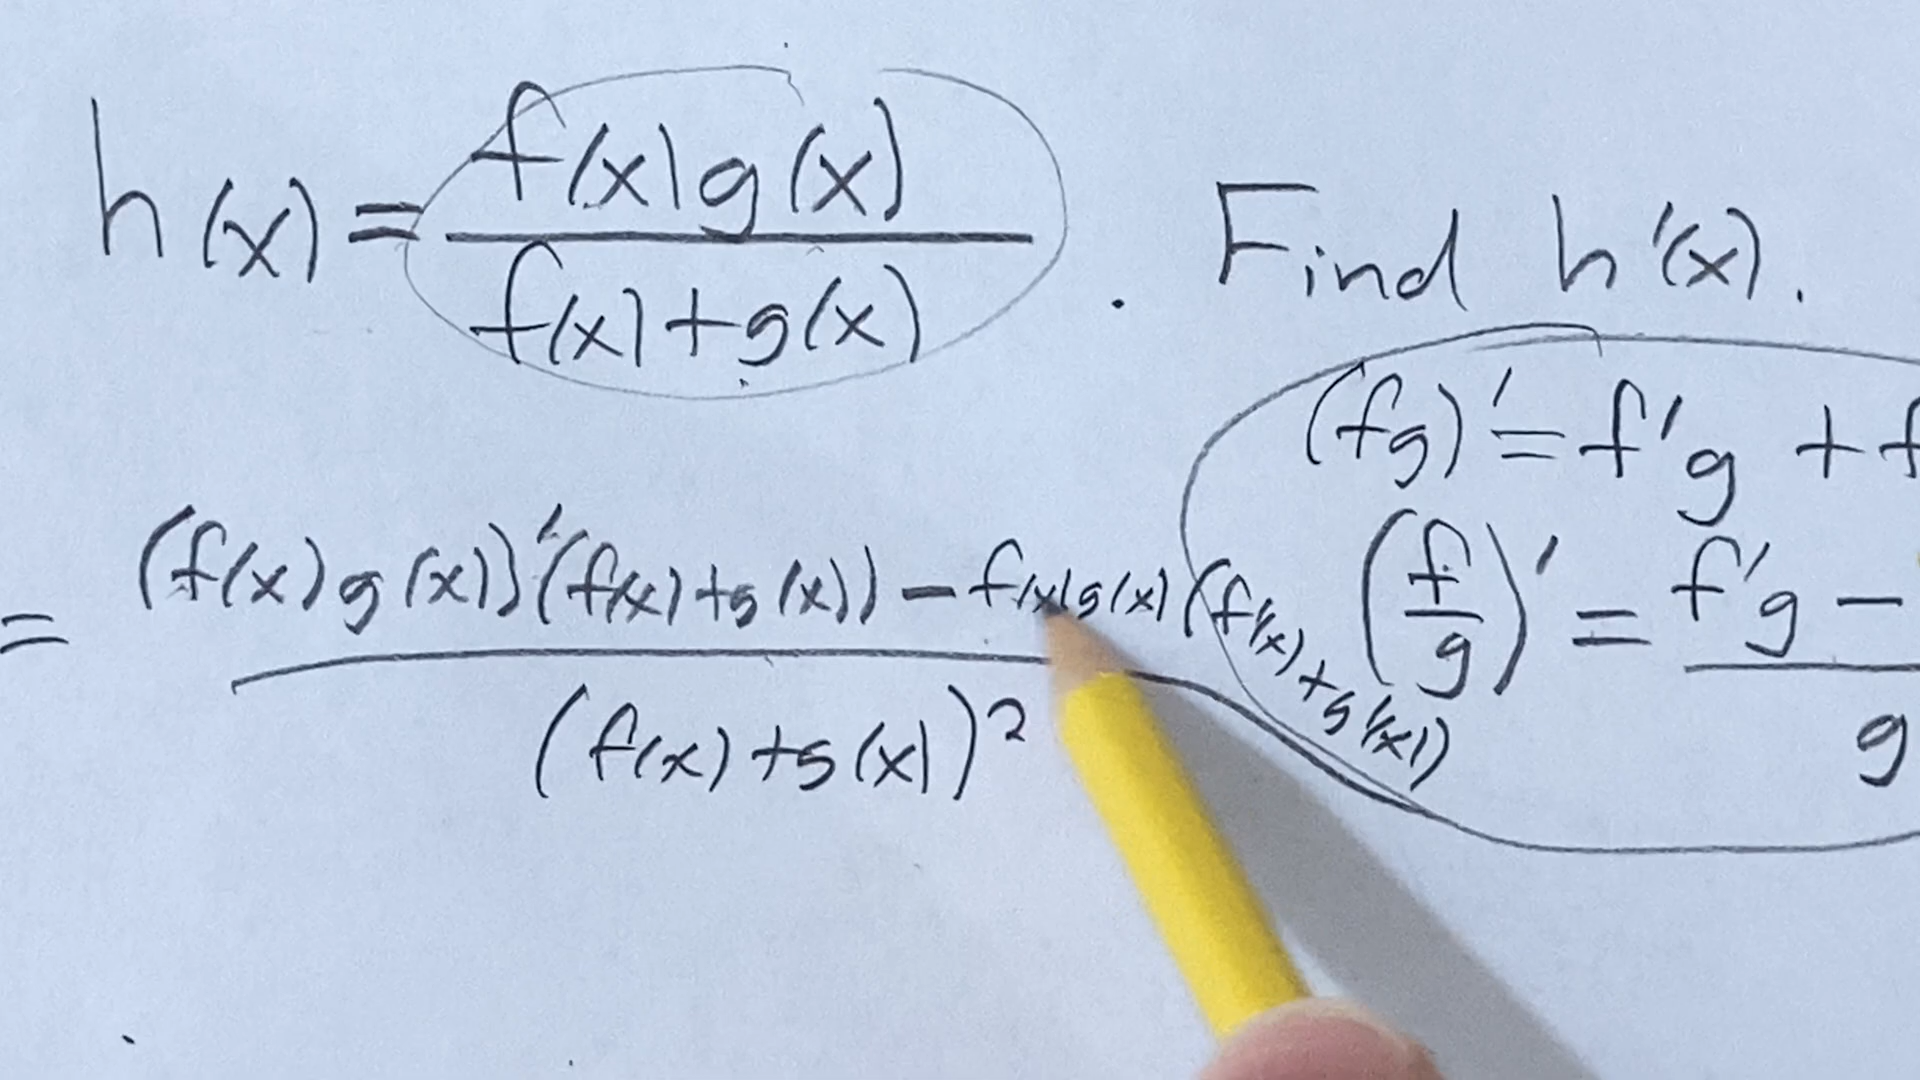 h(x) = f(x)g(x) / f(x)+g(x) . Find h'(x).
(fg)' = f'g + f
(f/g)' = f'g - / g
= (f(x)g(x))'(f(x)+g(x)) - f(x)g(x)(f'(x)+g'(x)) / (f(x)+g(x))²